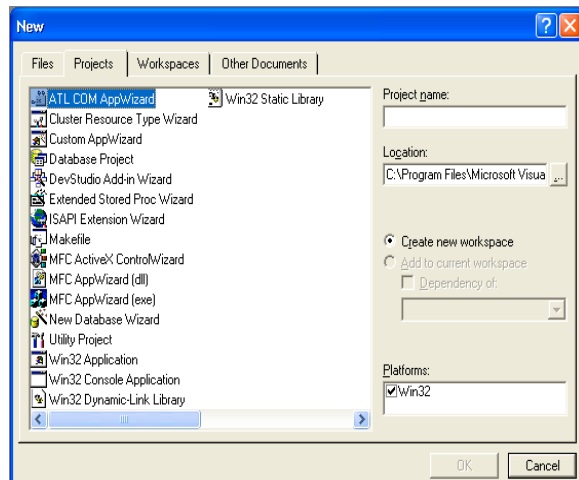 New
Files Projects Workspaces Other Documents
ATL COM AppWizard
Cluster Resource Type Wizard
Custom AppWizard
Database Project
DevStudio Add-in Wizard
Extended Stored Proc Wizard
ISAPI Extension Wizard
Makefile
MFC ActiveX ControlWizard
MFC AppWizard (dll)
MFC AppWizard (exe)
New Database Wizard
Utility Project
Win32 Application
Win32 Console Application
Win32 Dynamic-Link Library
Win32 Static Library
Project name:
Location:
C:\Program Files\Microsoft Visua ...
Create new workspace
Add to current workspace
Dependency of:
Platforms:
Win32
OK Cancel